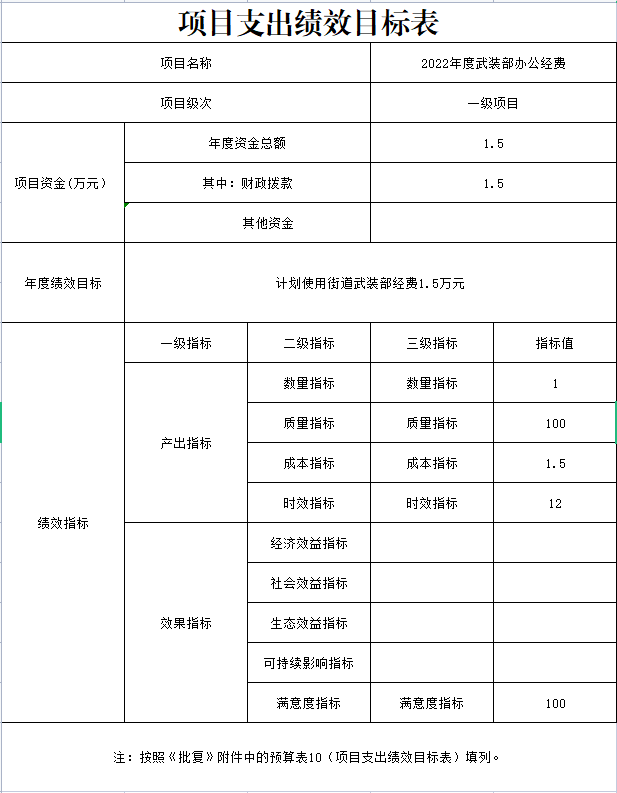 项目支出绩效目标表
项目名称 2022年度武装部办公经费
项目级次 一级项目
项目资金(万元) 年度资金总额 1.5
其中: 财政拨款 1.5
其他资金
年度绩效目标 计划使用街道武装部经费1.5万元
绩效指标 一级指标 二级指标 三级指标 指标值
产出指标 数量指标 数量指标 1
质量指标 质量指标 100
成本指标 成本指标 1.5
时效指标 时效指标 12
效果指标 经济效益指标
社会效益指标
生态效益指标
可持续影响指标
满意度指标 满意度指标 100
注: 按照《批复》附件中的预算表10（项目支出绩效目标表）填列。